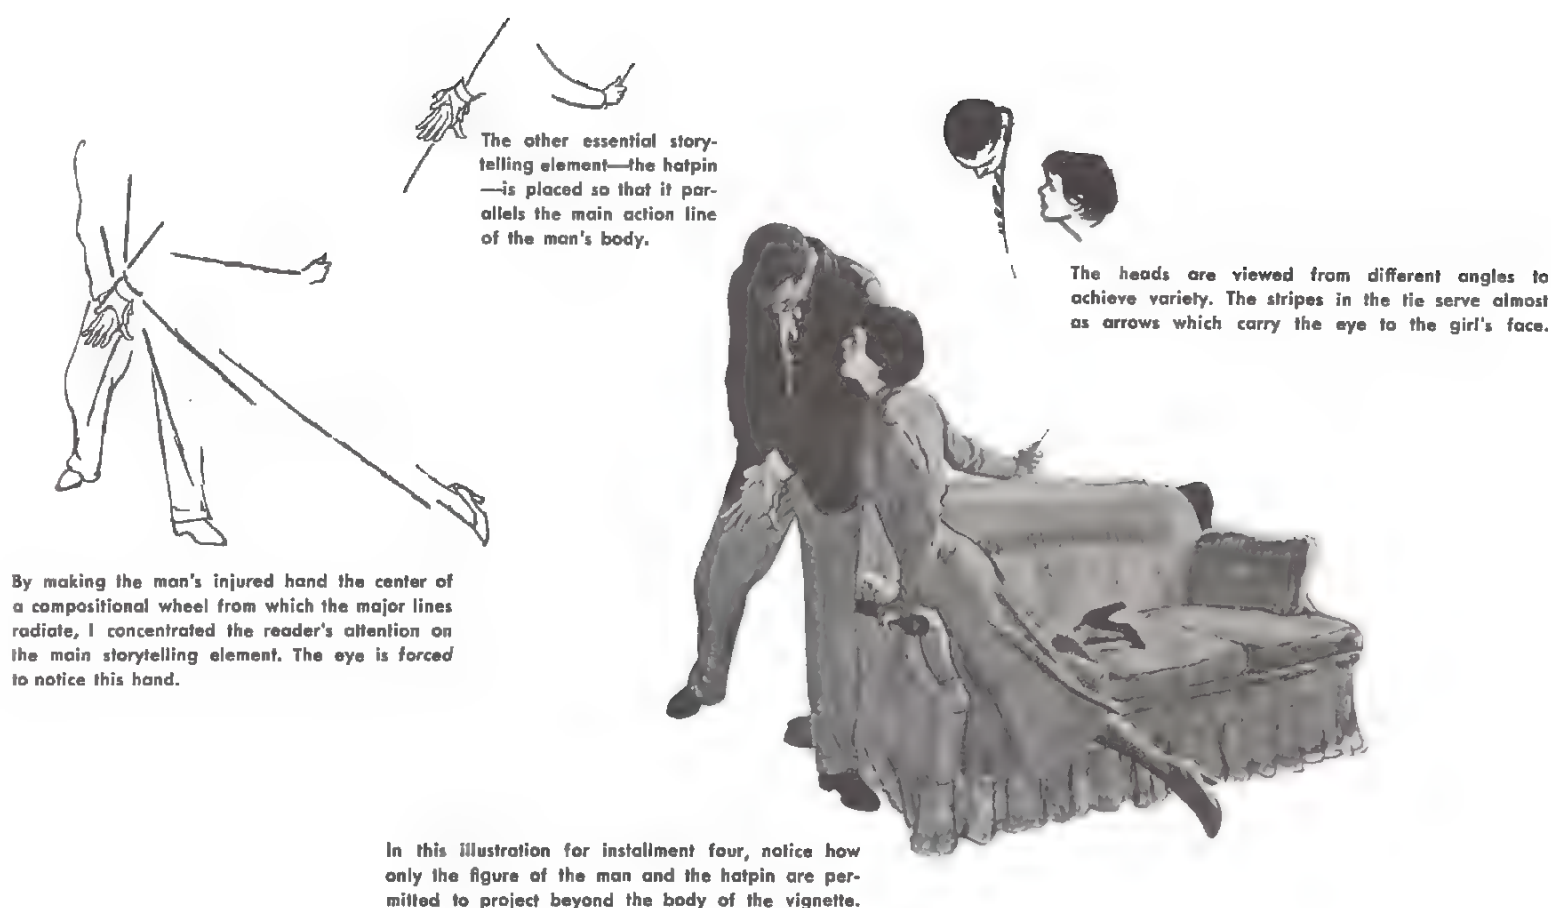 The other essential story-
telling element—the hatpin
—is placed so that it par-
allels the main action line
of the man's body.
The heads are viewed from different angles to
achieve variety. The stripes in the tie serve almost
as arrows which carry the eye to the girl's face.
By making the man's injured hand the center of
a compositional wheel from which the major lines
radiate, I concentrated the reader's attention on
the main storytelling element. The eye is forced
to notice this hand.
In this illustration for installment four, notice how
only the figure of the man and the hatpin are per-
mitted to project beyond the body of the vignette.